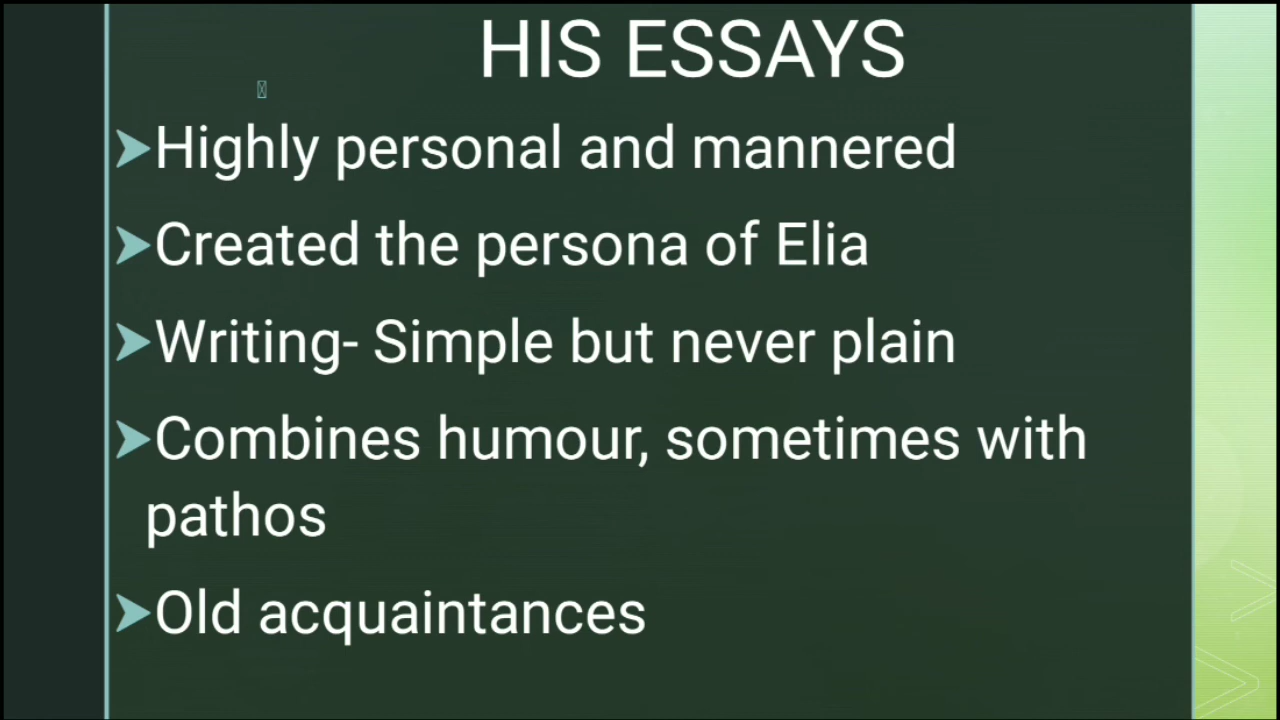 HIS ESSAYS
➤Highly personal and mannered
➤Created the persona of Elia
➤Writing- Simple but never plain
➤Combines humour, sometimes with
pathos
➤Old acquaintances